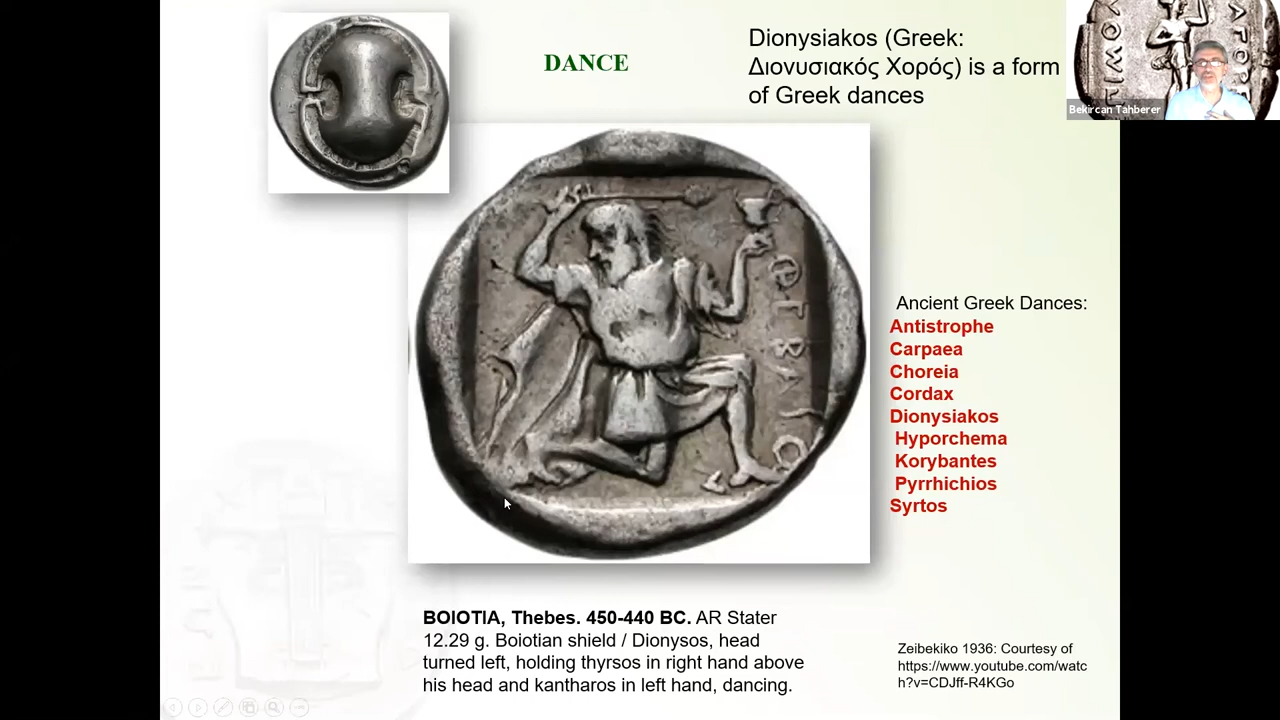 DANCE
Dionysiakos (Greek:
Διονυσιακός Χορός) is a form
of Greek dances
Bekircan Tahberer
Ancient Greek Dances:
Antistrophe
Carpaea
Choreia
Cordax
Dionysiakos
Hyporchema
Korybantes
Pyrrhichios
Syrtos
BOIOTIA, Thebes. 450-440 BC. AR Stater
12.29 g. Boiotian shield / Dionysos, head
turned left, holding thyrsos in right hand above
his head and kantharos in left hand, dancing.
Zeibekiko 1936: Courtesy of
https://www.youtube.com/watc
h?v=CDJff-R4KGo